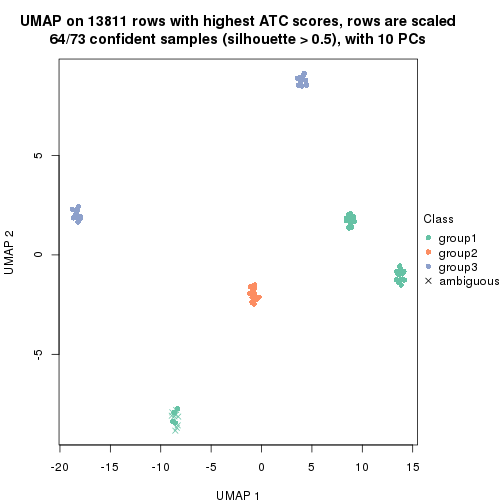 UMAP on 13811 rows with highest ATC scores, rows are scaled
64/73 confident samples (silhouette > 0.5), with 10 PCs
5
0
-5
UMAP 2
-20
-15
-10
-5
0
5
10
15
UMAP 1
Class
group1
group2
group3
ambiguous